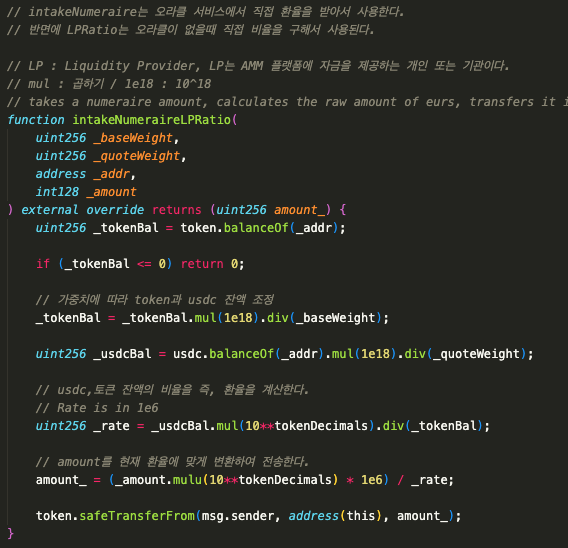 // intakeNumeraire는 오라클 서비스에서 직접 환율을 받아서 사용한다.
// 반면에 LPRatio는 오라클이 없을때 직접 비율을 구해서 사용된다.
// LP : Liquidity Provider, LP는 AMM 플랫폼에 자금을 제공하는 개인 또는 기관이다.
// mul : 곱하기 / 1e18 : 10^18
// takes a numeraire amount, calculates the raw amount of eurs, transfers it i
function intakeNumeraireLPRatio(
uint256 _baseWeight,
uint256 _quoteWeight,
address _addr,
int128 _amount
) external override returns (uint256 amount_) {
uint256 _tokenBal = token.balanceOf(_addr);
if (_tokenBal <= 0) return 0;
// 가중치에 따라 token과 usdc 잔액 조정
_tokenBal = _tokenBal.mul(1e18).div(_baseWeight);
uint256 _usdcBal = usdc.balanceOf(_addr).mul(1e18).div(_quoteWeight);
// usdc,토큰 잔액의 비율을 즉, 환율을 계산한다.
// Rate is in 1e6
uint256 _rate = _usdcBal.mul(10**tokenDecimals).div(_tokenBal);
// amount를 현재 환율에 맞게 변환하여 전송한다.
amount_ = (_amount.mulu(10**tokenDecimals) * 1e6) / _rate;
token.safeTransferFrom(msg.sender, address(this), amount_);
}